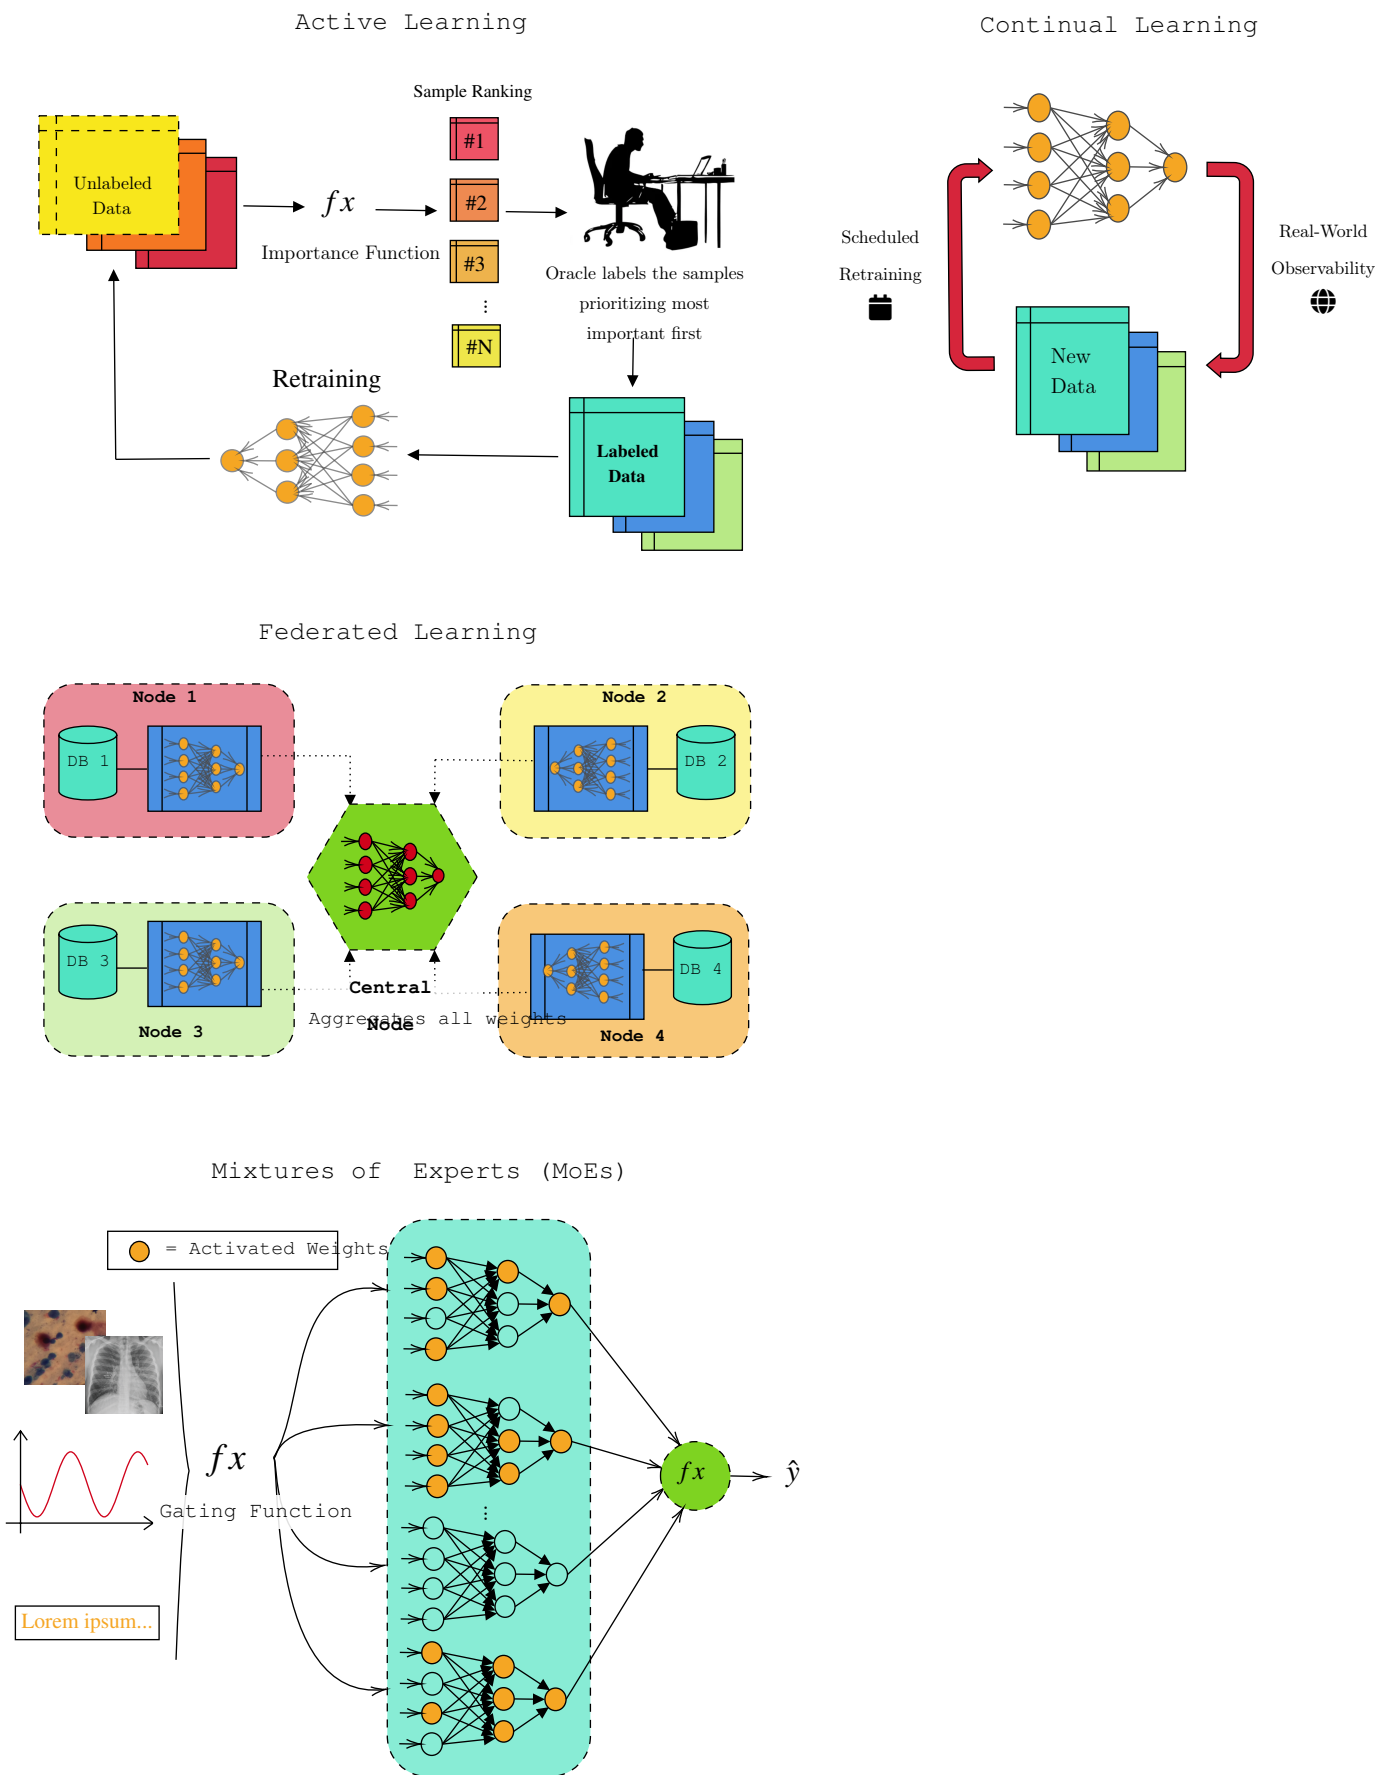 Active Learning
Continual Learning
Sample Ranking
#1
Unlabeled
Data
fx
#2
Importance Function
#3
Oracle labels the samples
prioritizing most
important first
⋮
#N
Retraining
Labeled
Data
Scheduled
Retraining
Real-World
Observability
New
Data
Federated Learning
Node 1
DB 1
Node 2
DB 2
DB 3
Node 3
Central
Node
Aggregates all weights
DB 4
Node 4
Mixtures of  Experts (MoEs)
= Activated Weights
fx
Gating Function
⋮
fx
ŷ
Lorem ipsum...